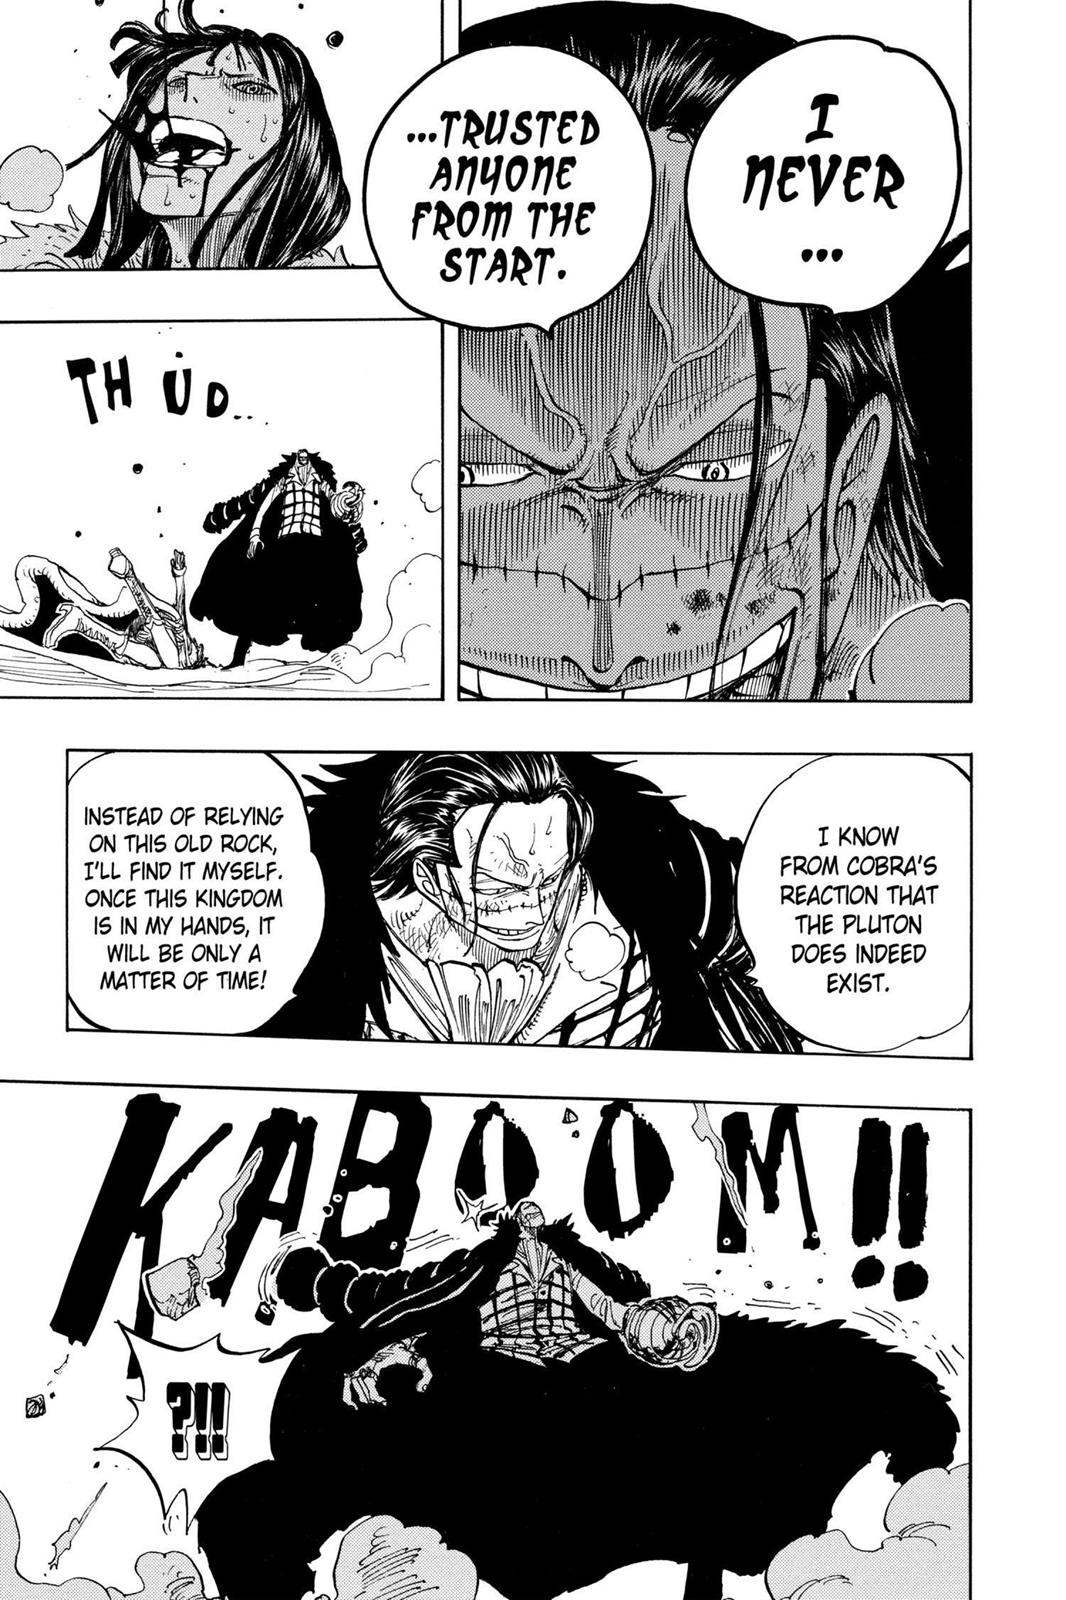 I
NEVER
...
...TRUSTED
ANYONE
FROM THE
START.
THUD...
I KNOW
FROM COBRA'S
REACTION THAT
THE PLUTON
DOES INDEED
EXIST.
INSTEAD OF RELYING
ON THIS OLD ROCK,
I'LL FIND IT MYSELF.
ONCE THIS KINGDOM
IS IN MY HANDS, IT
WILL BE ONLY A
MATTER OF TIME!
KABOOM!!
?!!